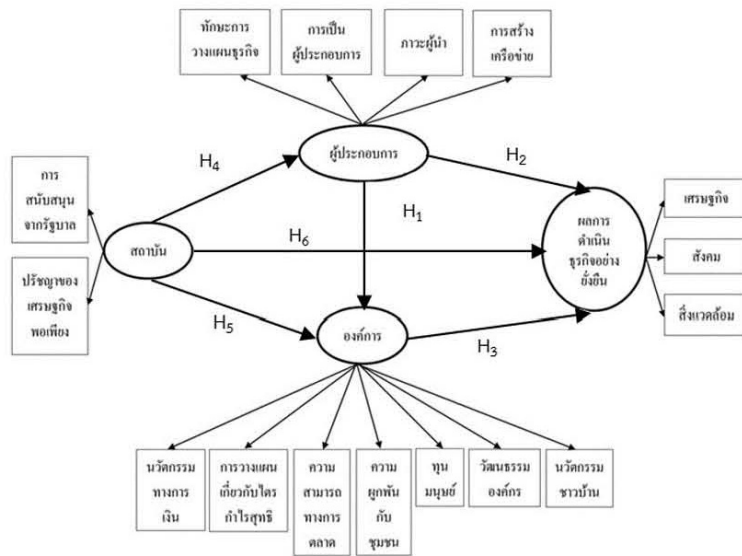 ทักษะการ
วางแผนธุรกิจ
การเป็น
ผู้ประกอบการ
ภาวะผู้นำ
การสร้าง
เครือข่าย
ผู้ประกอบการ
H4
H2
การ
สนับสนุน
จากรัฐบาล
H1
เศรษฐกิจ
สถาบัน
H6
ผลการ
ดำเนิน
ธุรกิจอย่าง
ยั่งยืน
สังคม
ปรัชญาของ
เศรษฐกิจ
พอเพียง
สิ่งแวดล้อม
H5
องค์การ
H3
นวัตกรรม
ทางการ
เงิน
การวางแผน
เกี่ยวกับไตร
กำไรสุทธิ
ความ
สามารถ
ทางการ
ตลาด
ความ
ผูกพัน
กับ
ชุมชน
ทุน
มนุษย์
วัฒนธรรม
องค์กร
นวัตกรรม
ชาวบ้าน